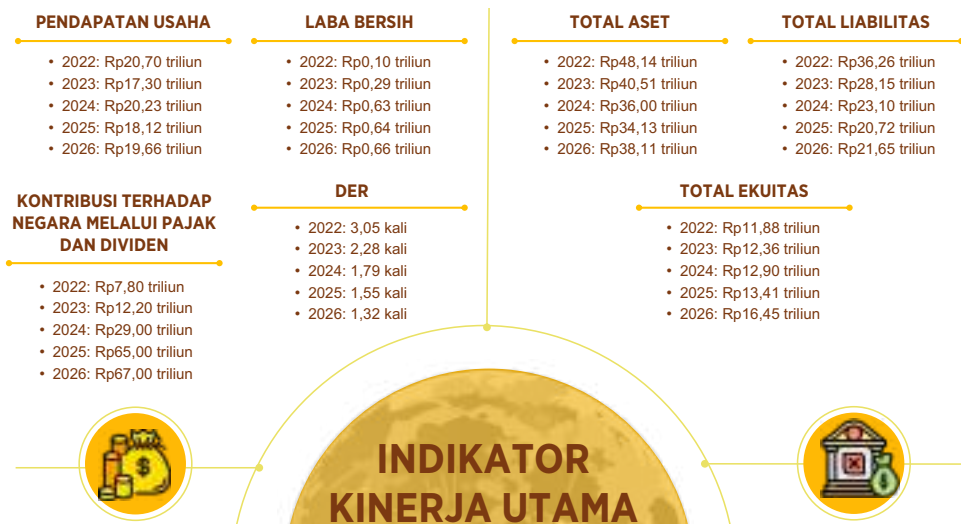 PENDAPATAN USAHA
• 2022: Rp20,70 triliun
• 2023: Rp17,30 triliun
• 2024: Rp20,23 triliun
• 2025: Rp18,12 triliun
• 2026: Rp19,66 triliun
LABA BERSIH
• 2022: Rp0,10 triliun
• 2023: Rp0,29 triliun
• 2024: Rp0,63 triliun
• 2025: Rp0,64 triliun
• 2026: Rp0,66 triliun
TOTAL ASET
• 2022: Rp48,14 triliun
• 2023: Rp40,51 triliun
• 2024: Rp36,00 triliun
• 2025: Rp34,13 triliun
• 2026: Rp38,11 triliun
TOTAL LIABILITAS
• 2022: Rp36,26 triliun
• 2023: Rp28,15 triliun
• 2024: Rp23,10 triliun
• 2025: Rp20,72 triliun
• 2026: Rp21,65 triliun
KONTRIBUSI TERHADAP
NEGARA MELALUI PAJAK
DAN DIVIDEN
• 2022: Rp7,80 triliun
• 2023: Rp12,20 triliun
• 2024: Rp29,00 triliun
• 2025: Rp65,00 triliun
• 2026: Rp67,00 triliun
DER
• 2022: 3,05 kali
• 2023: 2,28 kali
• 2024: 1,79 kali
• 2025: 1,55 kali
• 2026: 1,32 kali
TOTAL EKUITAS
• 2022: Rp11,88 triliun
• 2023: Rp12,36 triliun
• 2024: Rp12,90 triliun
• 2025: Rp13,41 triliun
• 2026: Rp16,45 triliun
$
$
INDIKATOR
KINERJA UTAMA